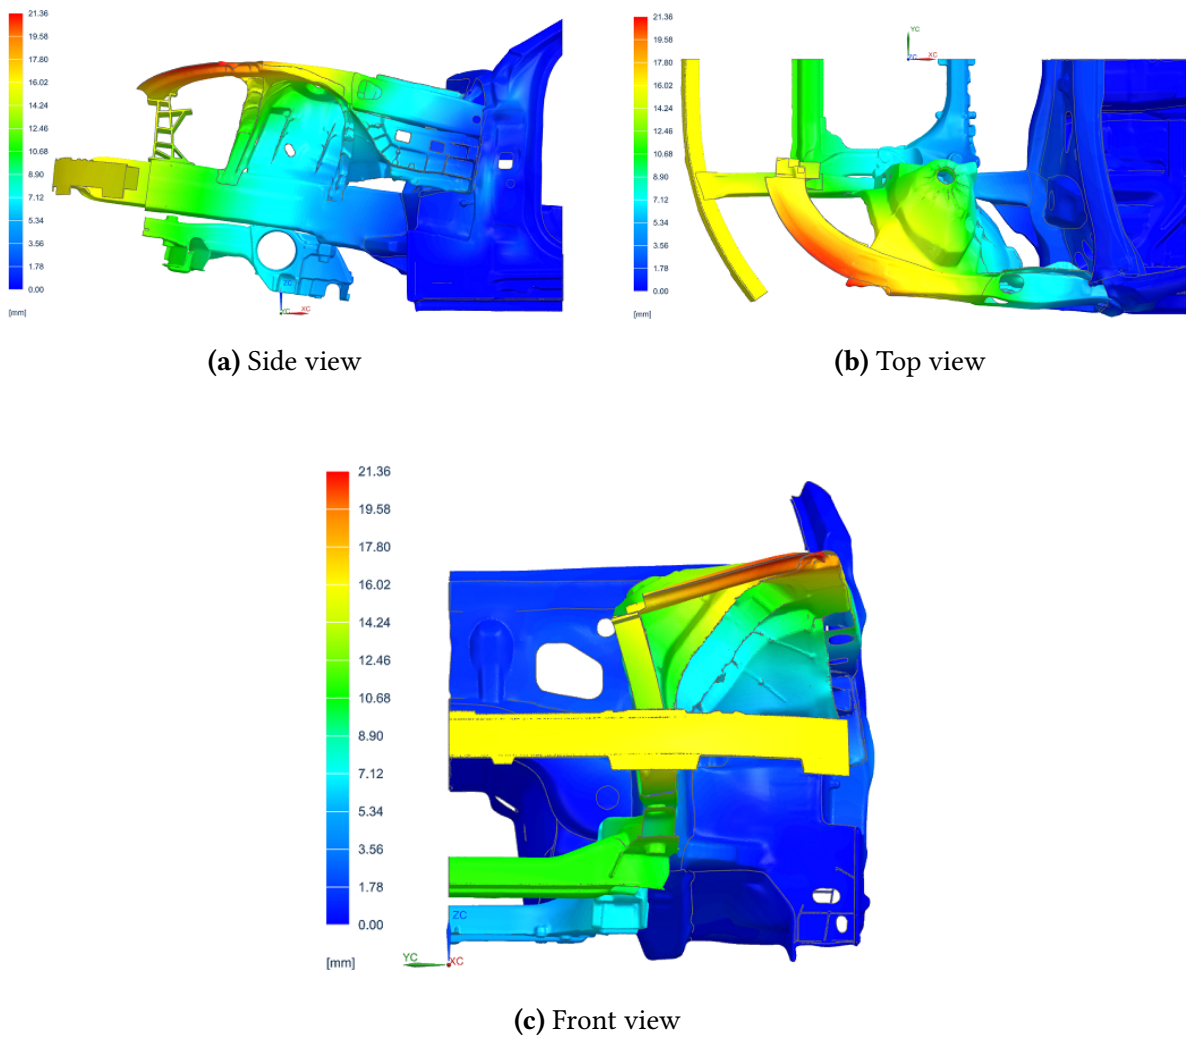 21.36
19.58
17.80
16.02
14.24
12.46
10.68
8.90
7.12
5.34
3.56
1.78
0.00
[mm]
ZC
YC
XC
(a) Side view
21.36
19.58
17.80
16.02
14.24
12.46
10.68
8.90
7.12
5.34
3.56
1.78
0.00
[mm]
YC
ZC
XC
(b) Top view
21.36
19.58
17.80
16.02
14.24
12.46
10.68
8.90
7.12
5.34
3.56
1.78
0.00
[mm]
ZC
YC
XC
(c) Front view